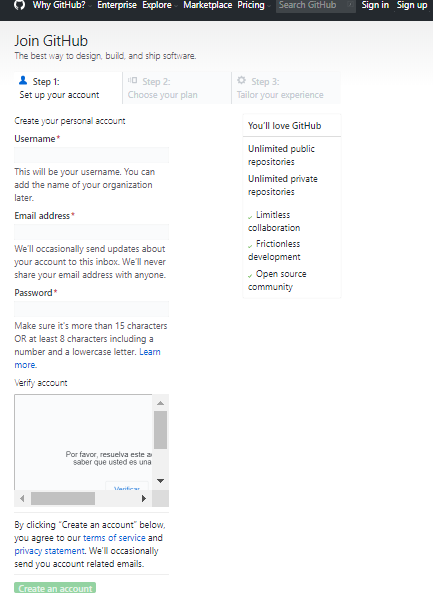 Why GitHub? Enterprise Explore Marketplace Pricing Search GitHub Sign in Sign up
Join GitHub
The best way to design, build, and ship software.
Step 1:
Set up your account
Step 2:
Choose your plan
Step 3:
Tailor your experience
Create your personal account
Username*
This will be your username. You can
add the name of your organization
later.
Email address*
We'll occasionally send updates about
your account to this inbox. We'll never
share your email address with anyone.
Password*
Make sure it's more than 15 characters
OR at least 8 characters including a
number and a lowercase letter. Learn
more.
Verify account
Por favor, resuelva este
saber que usted es una
Verificar
By clicking "Create an account" below,
you agree to our terms of service and
privacy statement. We'll occasionally
send you account related emails.
Create an account
You'll love GitHub
Unlimited public
repositories
Unlimited private
repositories
✓ Limitless
collaboration
✓ Frictionless
development
✓ Open source
community